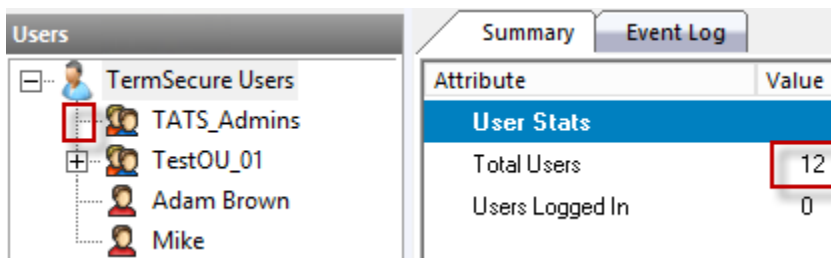 Users
TermSecure Users
TATS_Admins
TestOU_01
Adam Brown
Mike
Summary Event Log
Attribute Value
User Stats
Total Users 12
Users Logged In 0